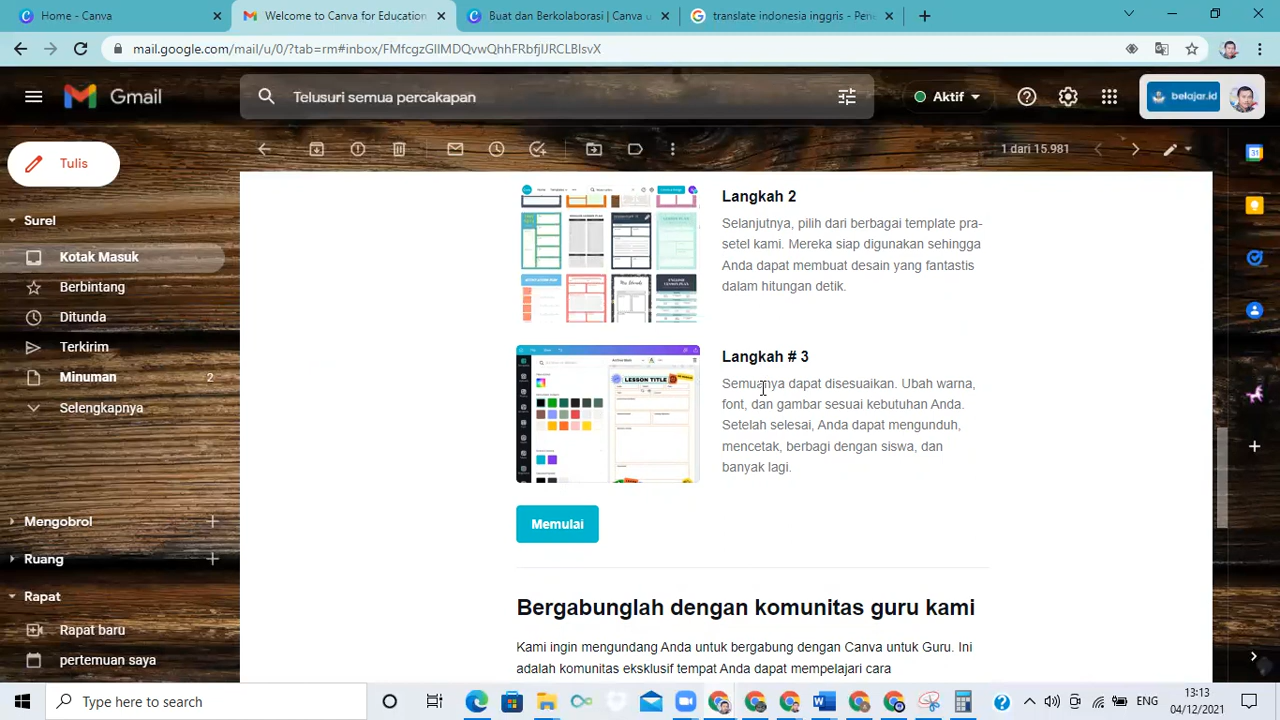 Home - Canva
Welcome to Canva for Education
Buat dan Berkolaborasi | Canva u
translate indonesia inggris - Pen
mail.google.com/mail/u/0/?tab=rm#inbox/FMfcgzGllMDQvwQhhFRbfjlJRCLBlsvX
Gmail
Telusuri semua percakapan
Aktif
belajar.id
Tulis
1 dari 15.981
Surel
Kotak Masuk
Berbintang
Ditunda
Terkirim
Minuman 2
Selengkapnya
Mengobrol
Ruang
Rapat
Rapat baru
pertemuan saya
Langkah 2
Selanjutnya, pilih dari berbagai template pra-
setel kami. Mereka siap digunakan sehingga
Anda dapat membuat desain yang fantastis
dalam hitungan detik.
LESSON TITLE
Langkah # 3
Semuanya dapat disesuaikan. Ubah warna,
font, dan gambar sesuai kebutuhan Anda.
Setelah selesai, Anda dapat mengunduh,
mencetak, berbagi dengan siswa, dan
banyak lagi.
Memulai
Bergabunglah dengan komunitas guru kami
Kami ingin mengundang Anda untuk bergabung dengan Canva untuk Guru. Ini
adalah komunitas eksklusif tempat Anda dapat mempelajari cara
Type here to search
ENG
13:13
04/12/2021